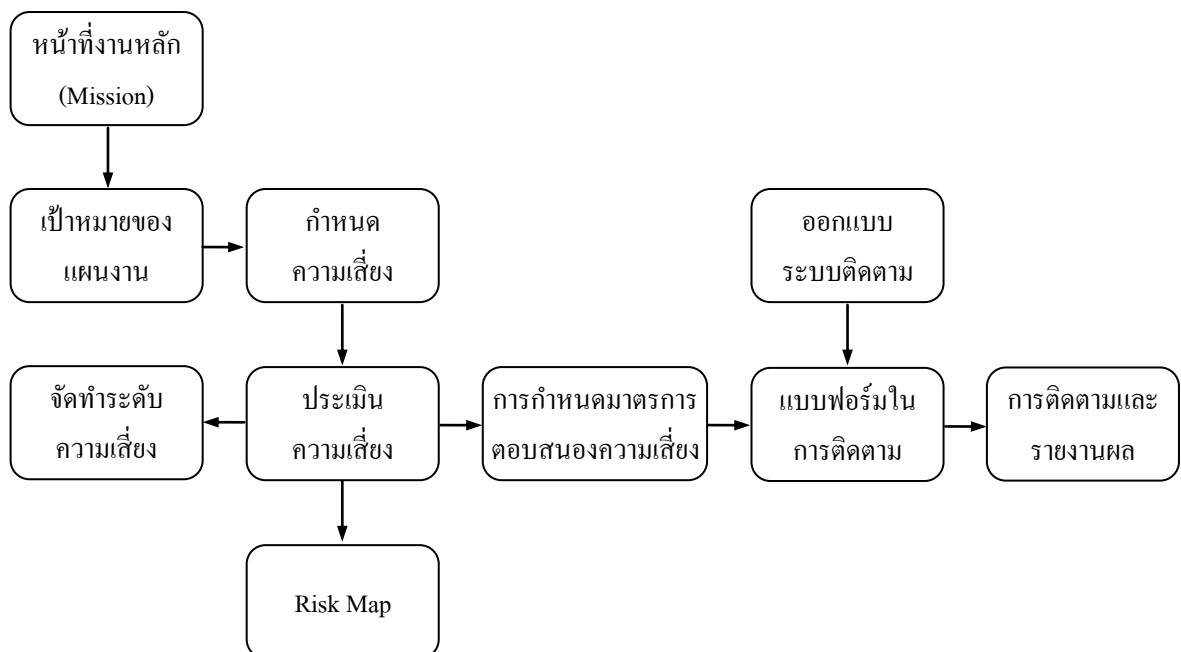 หน้าที่งานหลัก
(Mission)
เป้าหมายของ
แผนงาน
กำหนด
ความเสี่ยง
ออกแบบ
ระบบติดตาม
จัดทำระดับ
ความเสี่ยง
ประเมิน
ความเสี่ยง
การกำหนดมาตรการ
ตอบสนองความเสี่ยง
แบบฟอร์มใน
การติดตาม
การติดตามและ
รายงานผล
Risk Map